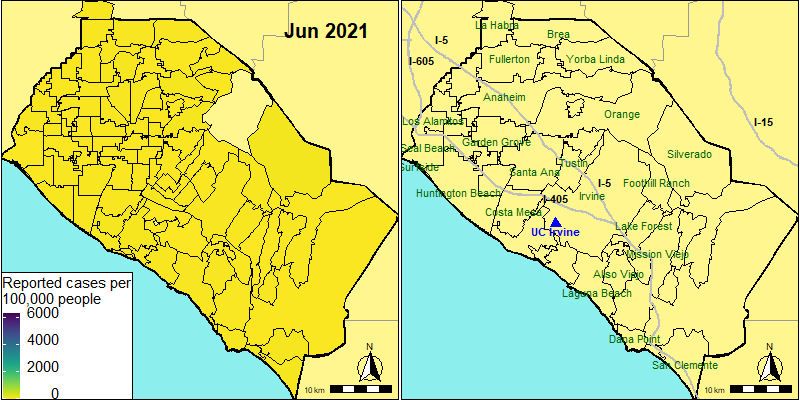 Jun 2021
Reported cases per
100,000 people
6000
4000
2000
0
N
10 km
La Habra
Brea
I-5
I-605
Fullerton
Yorba Linda
Anaheim
Orange
I-15
Los Alamitos
Garden Grove
Seal Beach
Silverado
Surfside
Tustin
Santa Ana
I-5
Foothill Ranch
Huntington Beach
I-405
Irvine
Costa Mesa
UC Irvine
Lake Forest
Mission Viejo
Aliso Viejo
Laguna Beach
Dana Point
San Clemente
N
10 km